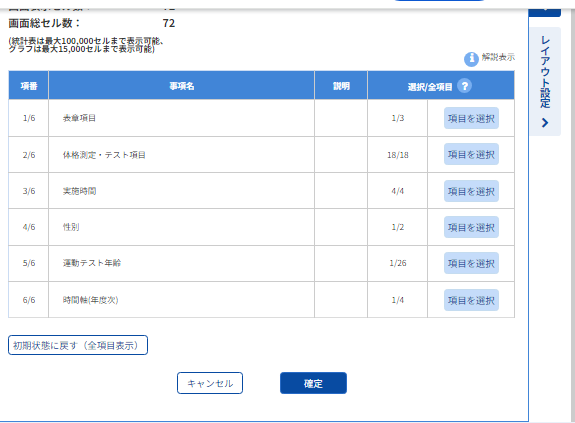 画面総セル数： 72
(統計表は最大100,000セルまで表示可能、
グラフは最大15,000セルまで表示可能)
解説表示
項番 事項名 説明 選択/全項目 ?
1/6 表章項目 1/3 項目を選択
2/6 体格測定・テスト項目 18/18 項目を選択
3/6 実施時間 4/4 項目を選択
4/6 性別 1/2 項目を選択
5/6 運動テスト年齢 1/26 項目を選択
6/6 時間軸(年度次) 1/4 項目を選択
初期状態に戻す（全項目表示）
キャンセル 確定
レイアウト設定